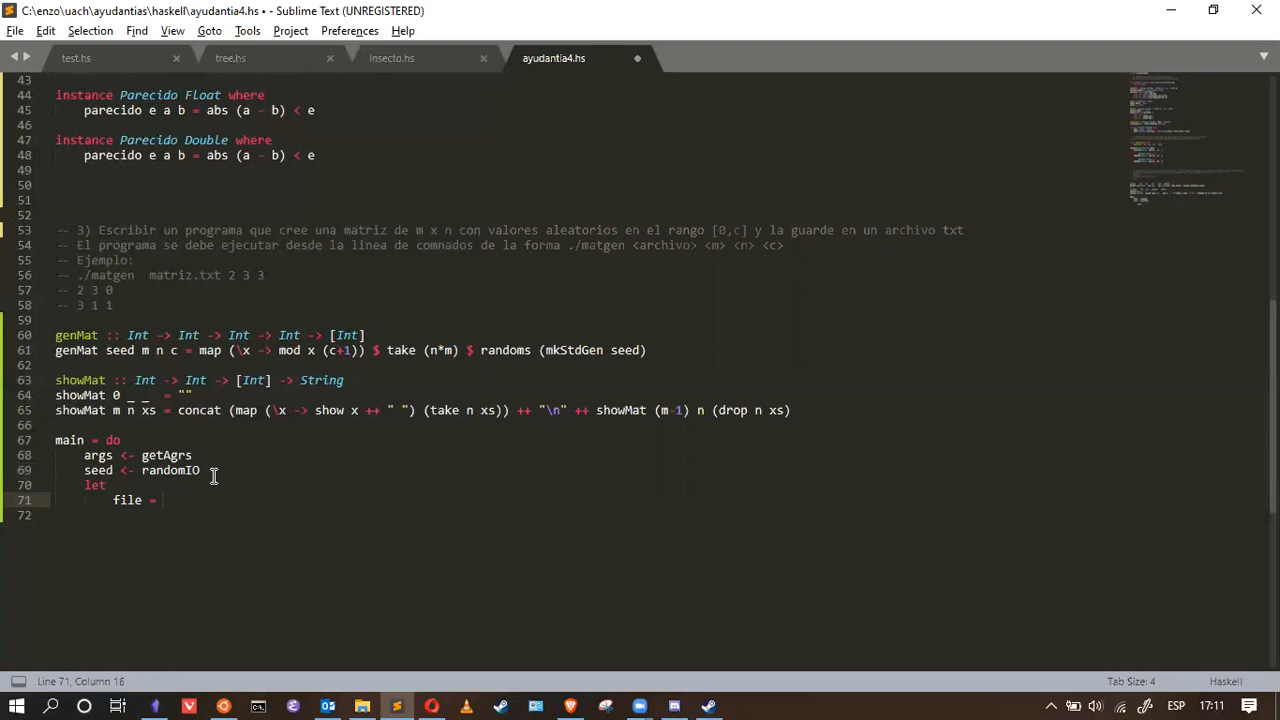 C:\enzo\uach\ayudantias\haskell\ayudantia4.hs • - Sublime Text (UNREGISTERED)
File Edit Selection Find View Goto Tools Project Preferences Help
test.hs tree.hs Insecto.hs ayudantia4.hs
43
44 instance Parecido Float where
45 parecido e a b = abs (a - b) < e
46
47 instance Parecido Double where
48 parecido e a b = abs (a - b) < e
49
50
51
52
53 -- 3) Escribir un programa que cree una matriz de m x n con valores aleatorios en el rango [0,c] y la guarde en un archivo txt
54 -- El programa se debe ejecutar desde la linea de comnados de la forma ./matgen <archivo> <m> <n> <c>
55 -- Ejemplo:
56 -- ./matgen  matriz.txt 2 3 3
57 -- 2 3 0
58 -- 3 1 1
59
60 genMat :: Int -> Int -> Int -> Int -> [Int]
61 genMat seed m n c = map (\x -> mod x (c+1)) $ take (n*m) $ randoms (mkStdGen seed)
62
63 showMat :: Int -> Int -> [Int] -> String
64 showMat 0 _ _  = ""
65 showMat m n xs = concat (map (\x -> show x ++ " ") (take n xs)) ++ "\n" ++ showMat (m-1) n (drop n xs)
66
67 main = do
68 args <- getAgrs
69 seed <- randomIO
70 let
71 file =
72
Line 71, Column 16 Tab Size: 4 Haskell
ESP 17:11